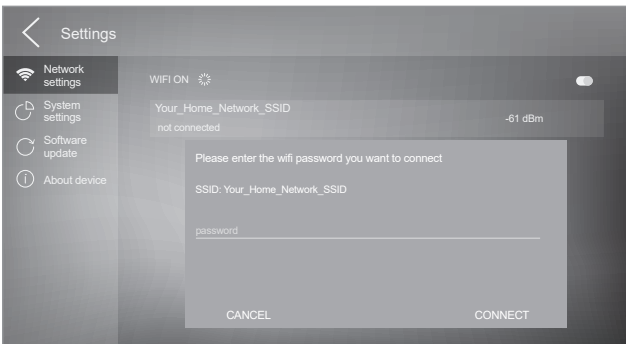 Settings
Network
settings
System
settings
Software
update
About device
WIFI ON
Your_Home_Network_SSID
not connected
-61 dBm
Please enter the wifi password you want to connect
SSID: Your_Home_Network_SSID
password
CANCEL
CONNECT